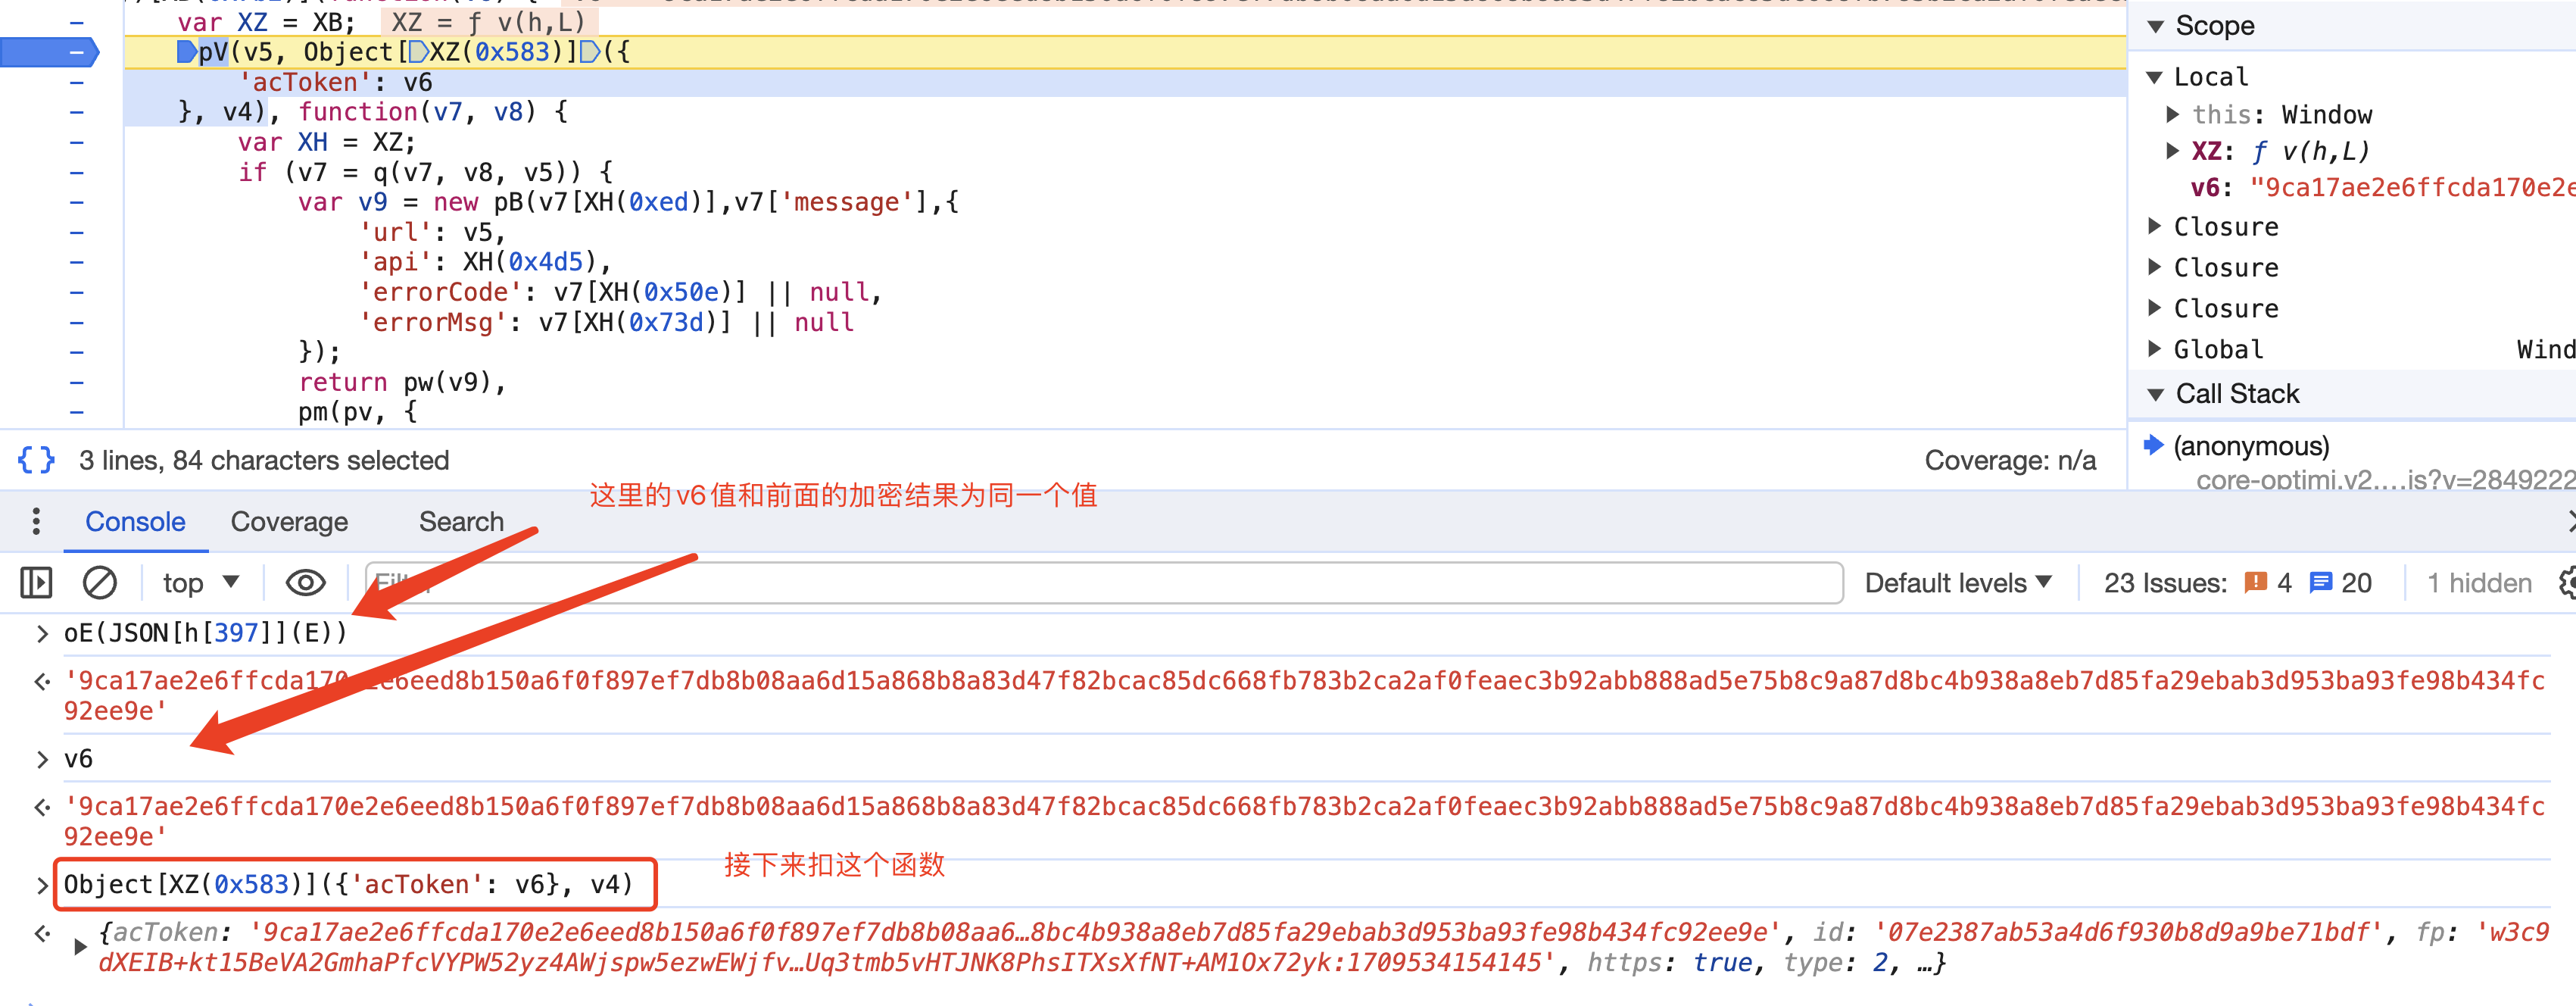 var XZ = XB;  XZ = ƒ v(h,L)
pV(v5, Object[XZ(0x583)]({
'acToken': v6
}, v4), function(v7, v8) {
var XH = XZ;
if (v7 = q(v7, v8, v5)) {
var v9 = new pB(v7[XH(0xed)],v7['message'],{
'url': v5,
'api': XH(0x4d5),
'errorCode': v7[XH(0x50e)] || null,
'errorMsg': v7[XH(0x73d)] || null
});
return pw(v9),
pm(pv, {
Scope
Local
this: Window
XZ: ƒ v(h,L)
v6: "9ca17ae2e6ffcda170e2e
Closure
Closure
Closure
Global Wind
Call Stack
(anonymous)
core-optimi.v2.…js?v=2849222
{} 3 lines, 84 characters selected Coverage: n/a
这里的v6值和前面的加密结果为同一个值
Console Coverage Search
top Default levels 23 Issues: 4 20 1 hidden
> oE(JSON[h[397]](E))
'9ca17ae2e6ffcda170e2e6eed8b150a6f0f897ef7db8b08aa6d15a868b8a83d47f82bcac85dc668fb783b2ca2af0feaec3b92abb888ad5e75b8c9a87d8bc4b938a8eb7d85fa29ebab3d953ba93fe98b434fc
92ee9e'
> v6
'9ca17ae2e6ffcda170e2e6eed8b150a6f0f897ef7db8b08aa6d15a868b8a83d47f82bcac85dc668fb783b2ca2af0feaec3b92abb888ad5e75b8c9a87d8bc4b938a8eb7d85fa29ebab3d953ba93fe98b434fc
92ee9e'
接下来扣这个函数
> Object[XZ(0x583)]({'acToken': v6}, v4)
{acToken: '9ca17ae2e6ffcda170e2e6eed8b150a6f0f897ef7db8b08aa6…8bc4b938a8eb7d85fa29ebab3d953ba93fe98b434fc92ee9e', id: '07e2387ab53a4d6f930b8d9a9be71bdf', fp: 'w3c9
dXEIB+kt15BeVA2GmhaPfcVYPW52yz4AWjspw5ezwEWjfv…Uq3tmb5vHTJNK8PhsITXsXfNT+AM1Ox72yk:1709534154145', https: true, type: 2, …}